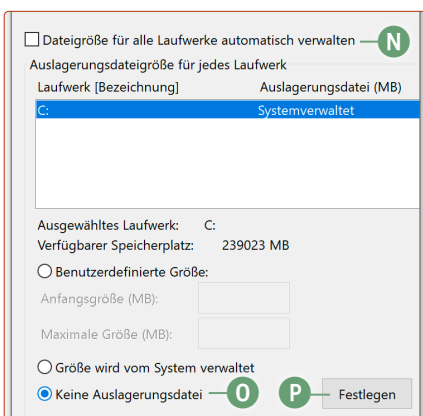 Dateigröße für alle Laufwerke automatisch verwalten N
Auslagerungsdateigröße für jedes Laufwerk
Laufwerk [Bezeichnung] Auslagerungsdatei (MB)
C: Systemverwaltet
Ausgewähltes Laufwerk: C:
Verfügbarer Speicherplatz: 239023 MB
Benutzerdefinierte Größe:
Anfangsgröße (MB):
Maximale Größe (MB):
Größe wird vom System verwaltet
Keine Auslagerungsdatei O P Festlegen